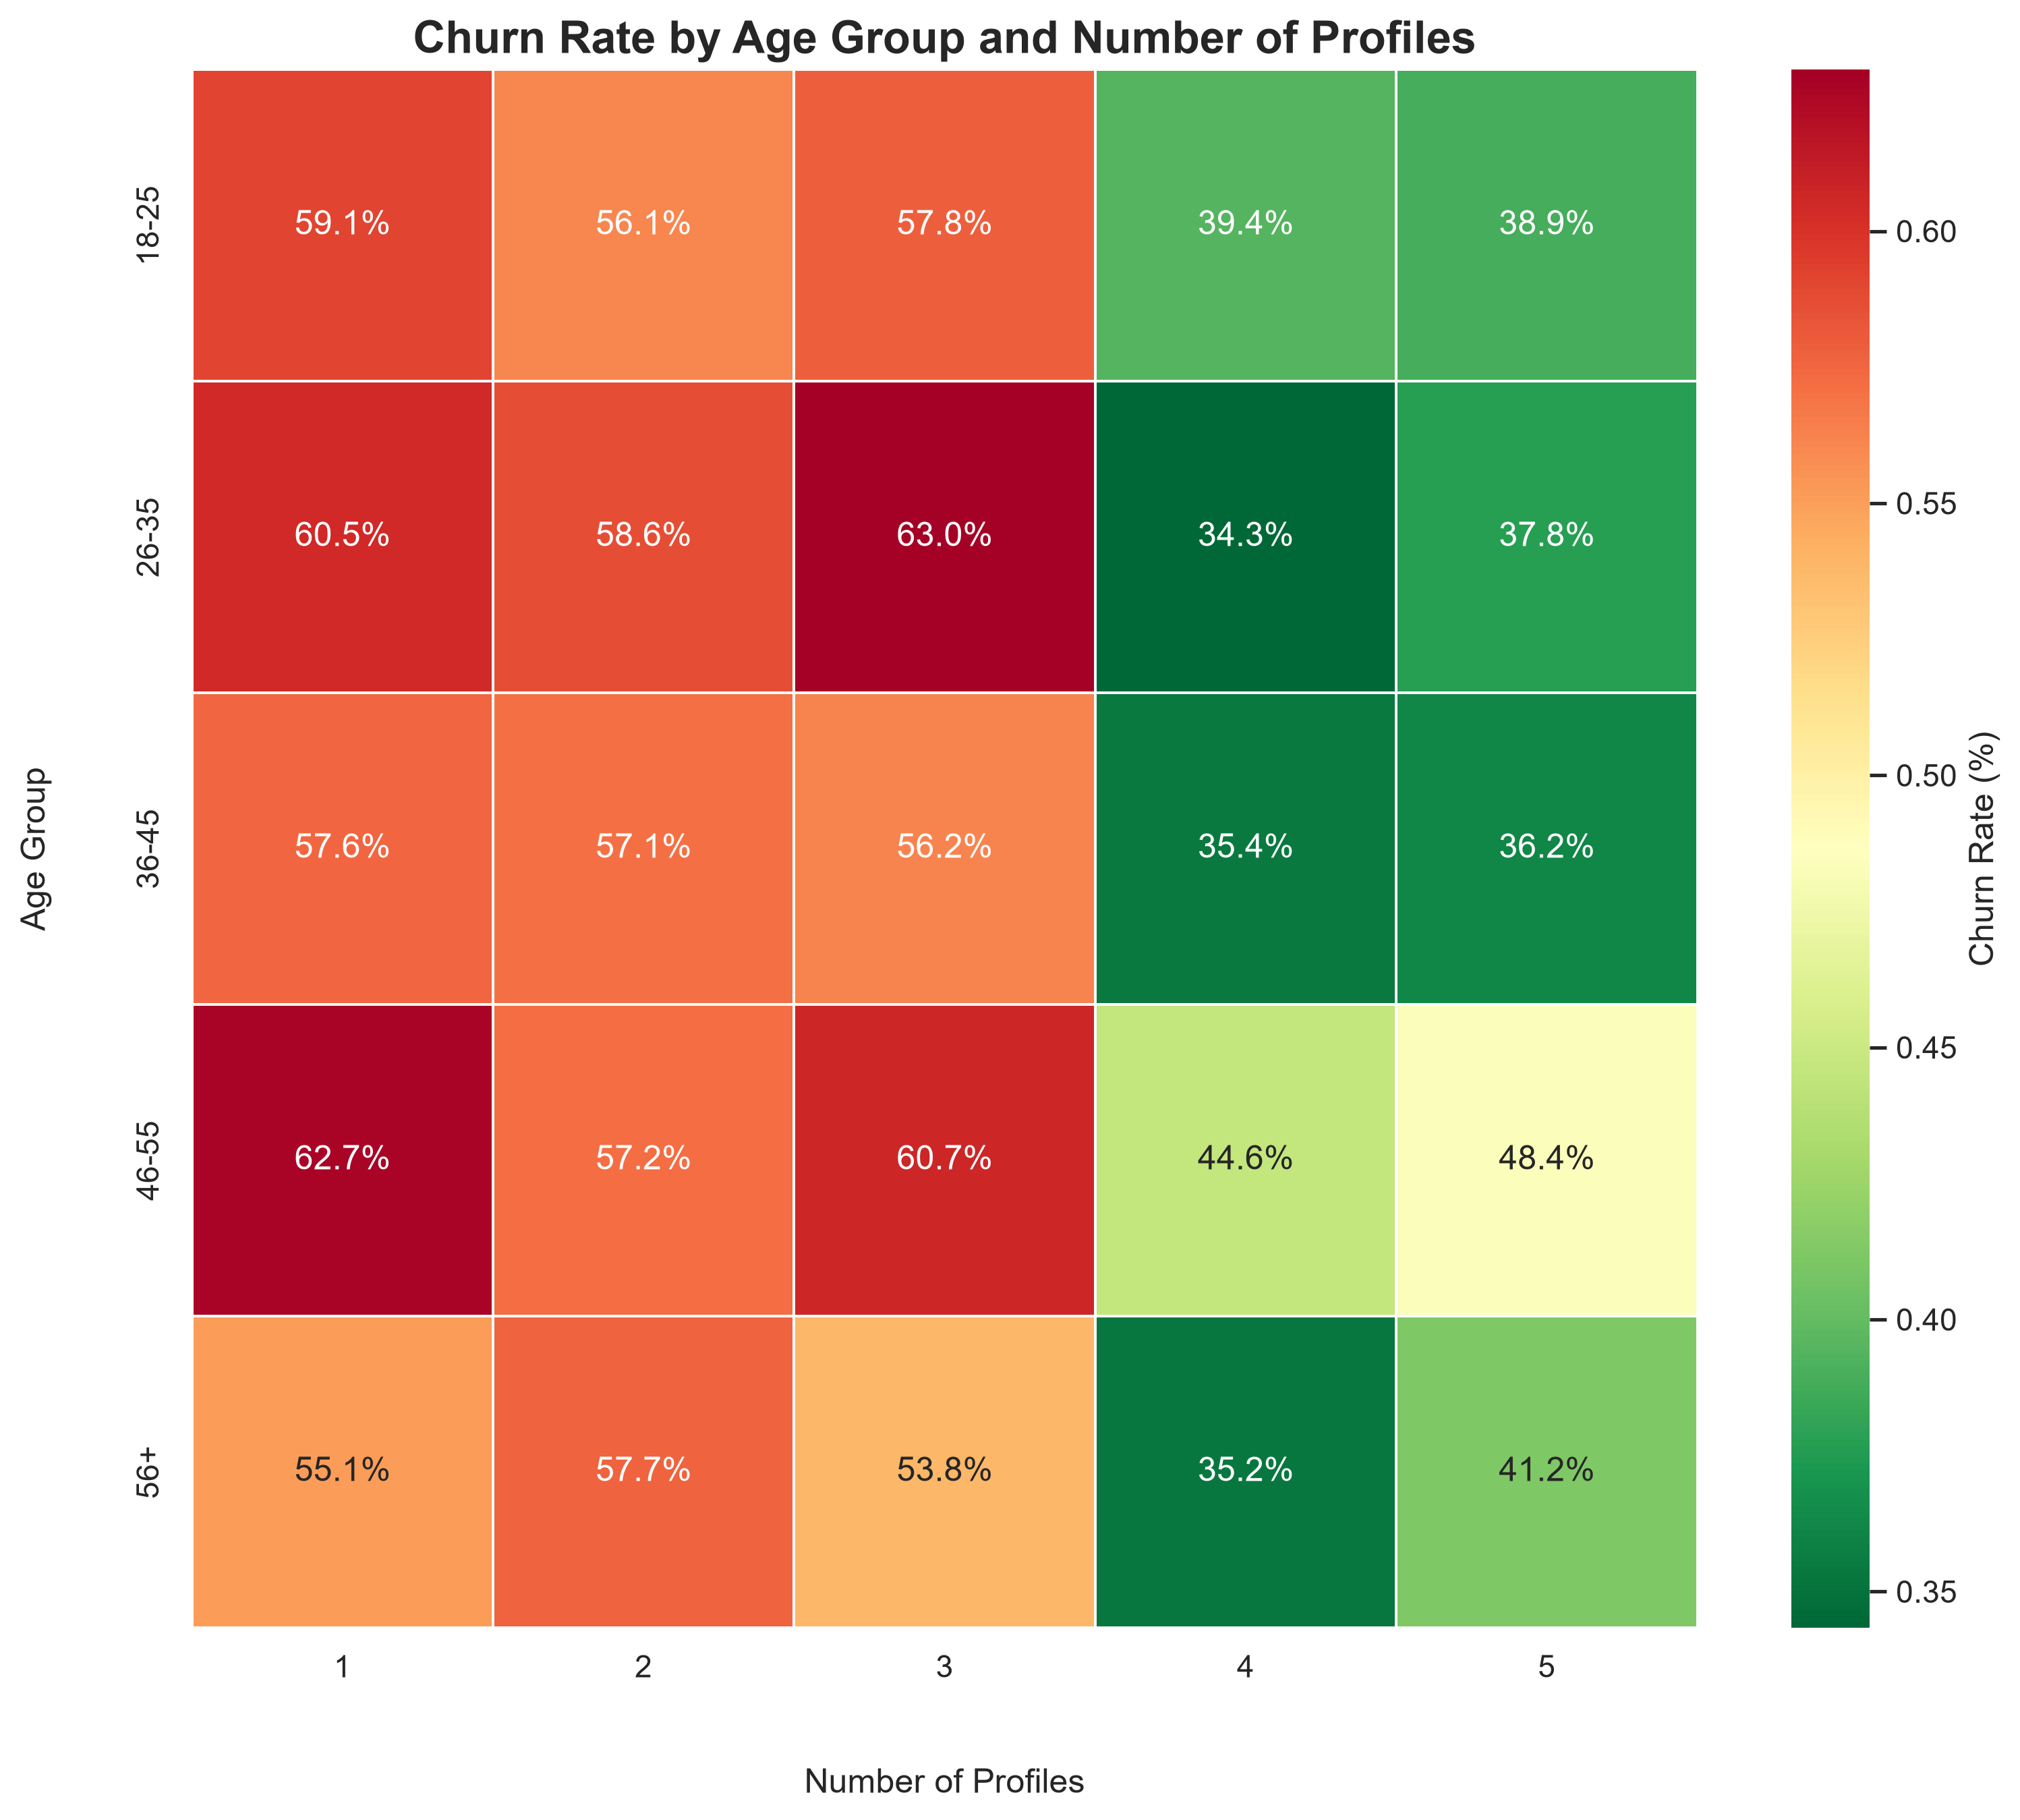 Churn Rate by Age Group and Number of Profiles
Age Group
18-25
59.1% 56.1% 57.8% 39.4% 38.9%
26-35
60.5% 58.6% 63.0% 34.3% 37.8%
36-45
57.6% 57.1% 56.2% 35.4% 36.2%
46-55
62.7% 57.2% 60.7% 44.6% 48.4%
56+
55.1% 57.7% 53.8% 35.2% 41.2%
1 2 3 4 5
Number of Profiles
0.60
0.55
0.50
0.45
0.40
0.35
Churn Rate (%)